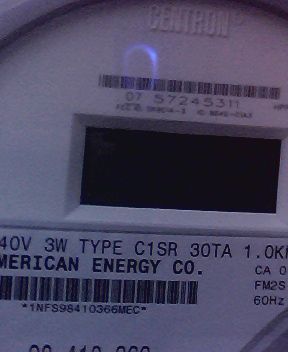 CENTRON
07 57245311
40V 3W TYPE C1SR 30TA 1.0K
MERICAN ENERGY CO.
CA 0
FM2S
60Hz
*1NFS98410366MEC*